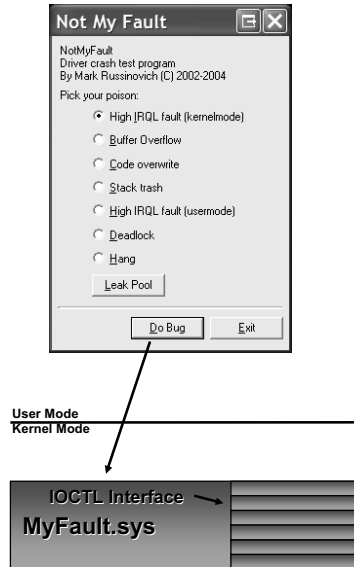 Not My Fault
NotMyFault
Driver crash test program
By Mark Russinovich (C) 2002-2004
Pick your poison:
High IRQL fault (kernelmode)
Buffer Overflow
Code overwrite
Stack trash
High IRQL fault (usermode)
Deadlock
Hang
Leak Pool
Do Bug
Exit
User Mode
Kernel Mode
IOCTL Interface
MyFault.sys